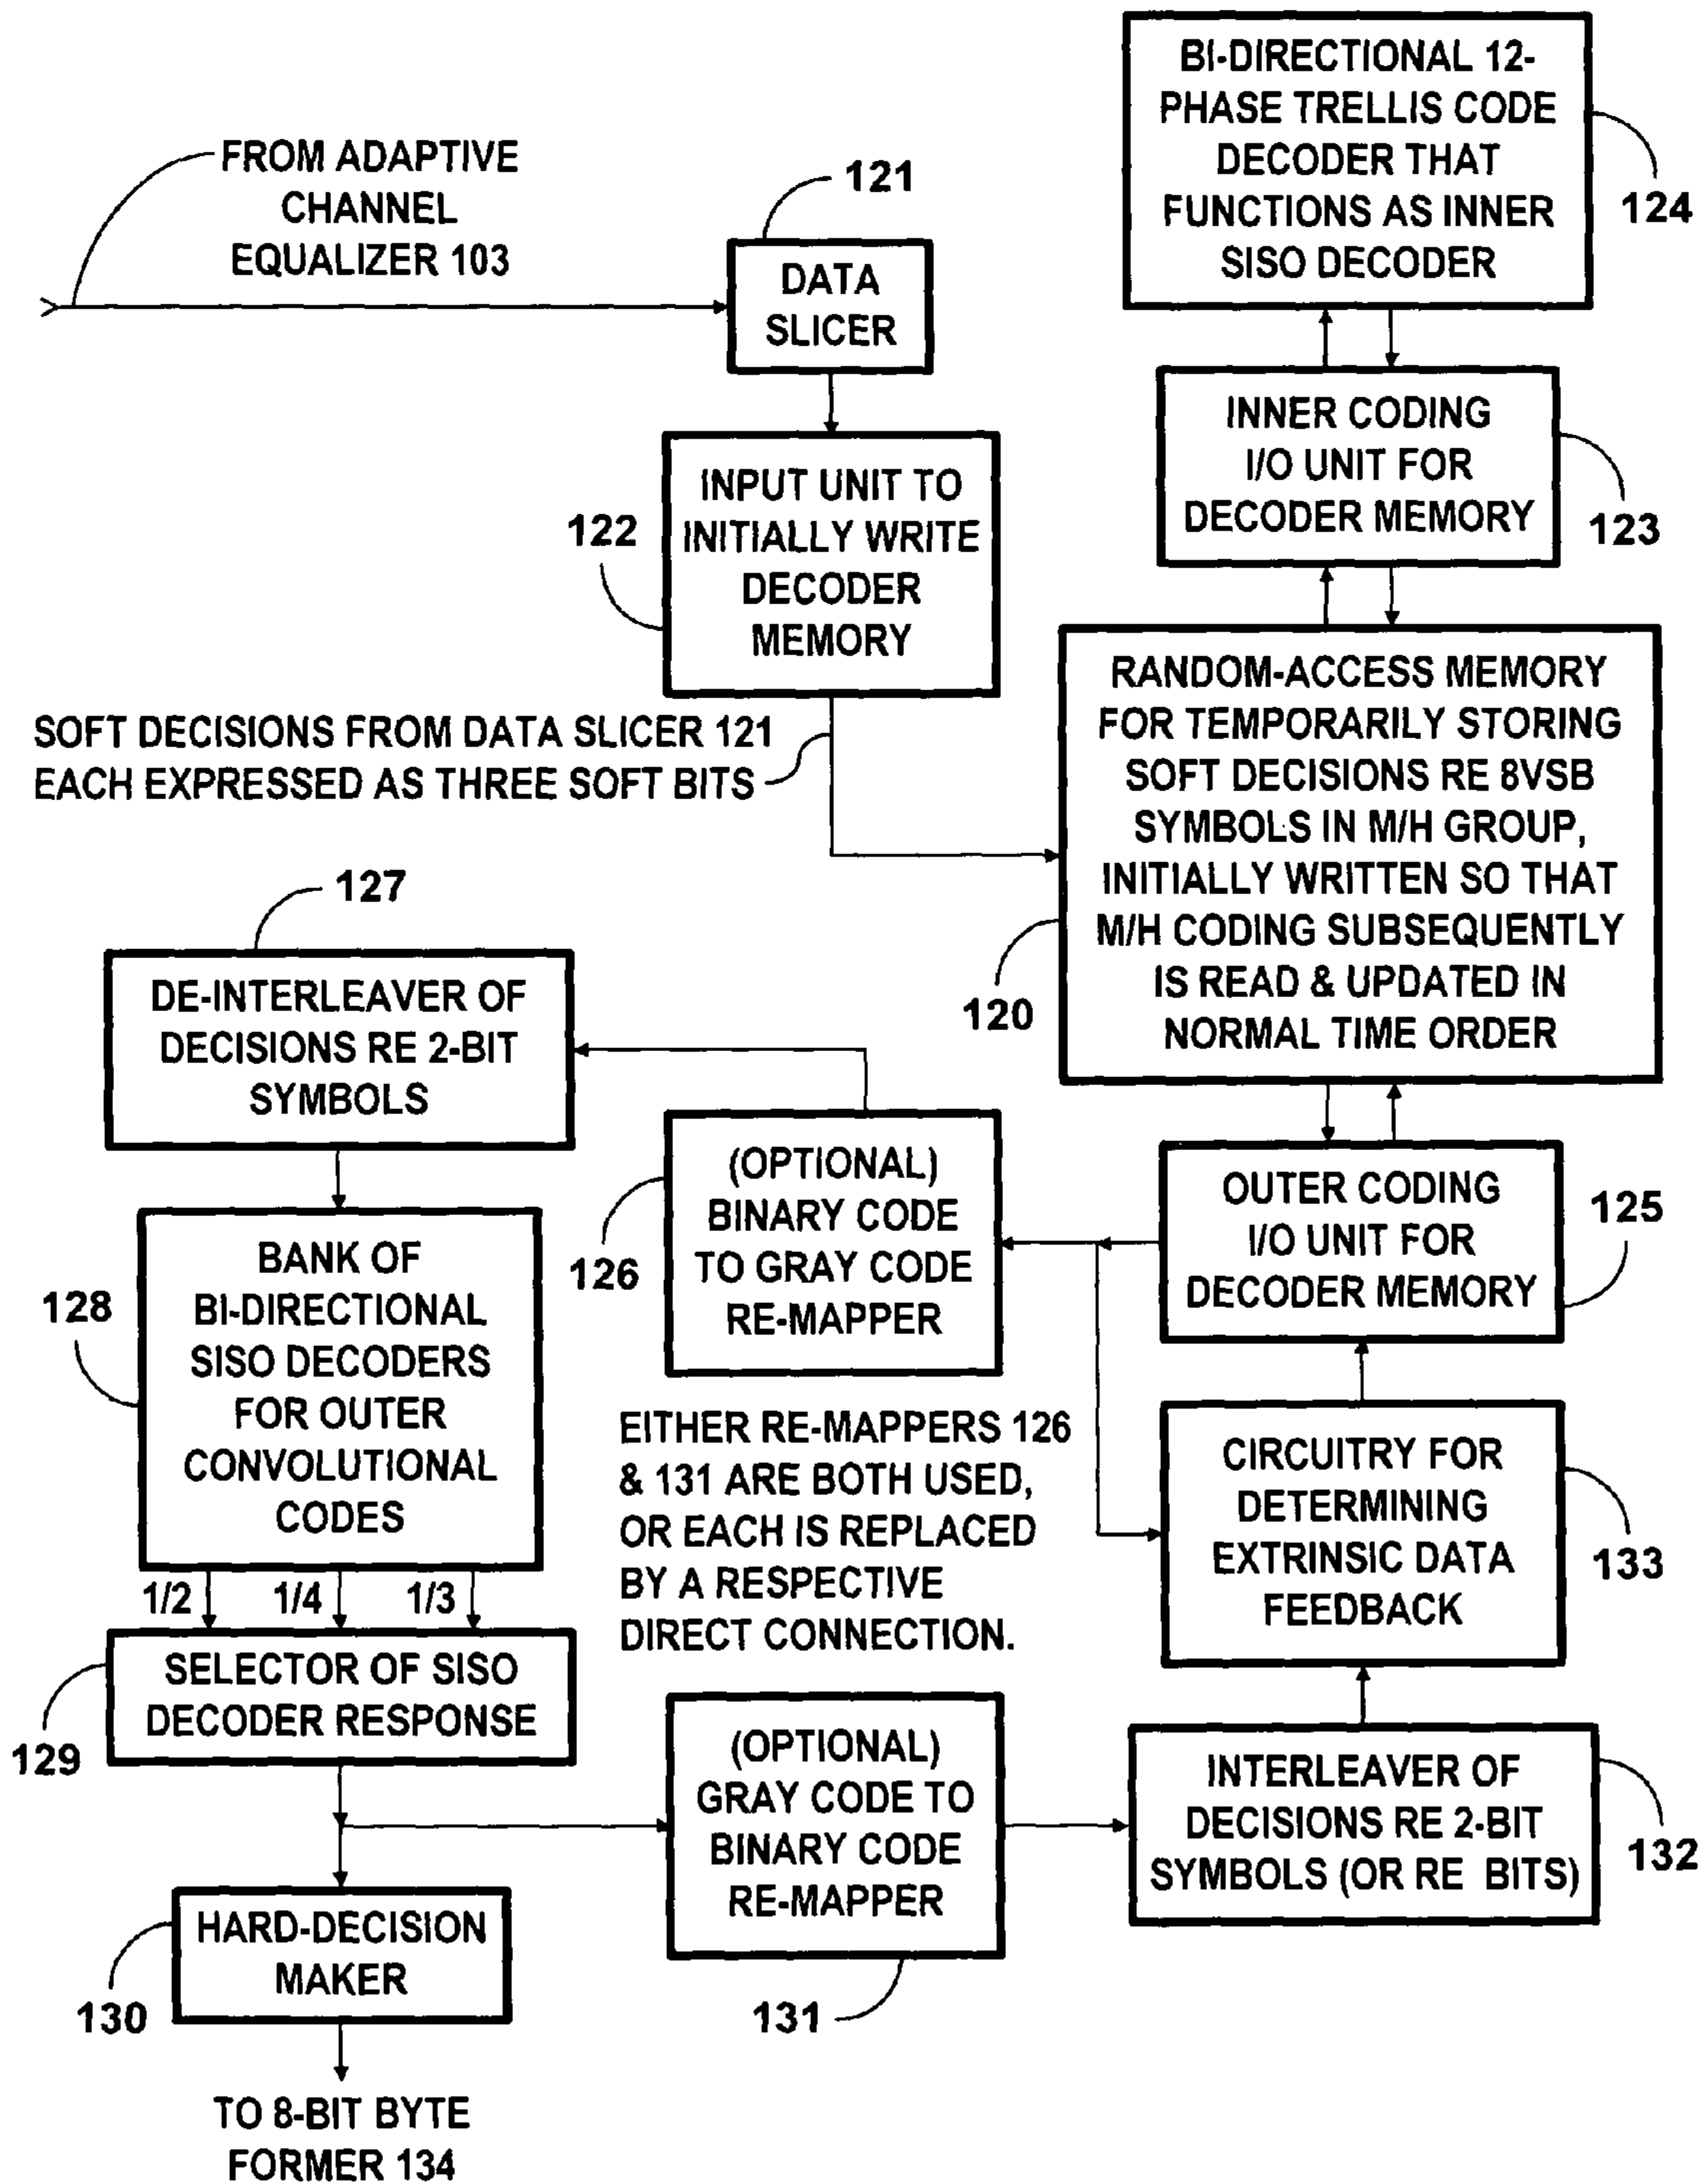 BI-DIRECTIONAL 12-
PHASE TRELLIS CODE
DECODER THAT
FUNCTIONS AS INNER
SISO DECODER
124
FROM ADAPTIVE
CHANNEL
EQUALIZER 103
121
DATA
SLICER
INNER CODING
I/O UNIT FOR
DECODER MEMORY
123
122
INPUT UNIT TO
INITIALLY WRITE
DECODER
MEMORY
SOFT DECISIONS FROM DATA SLICER 121
EACH EXPRESSED AS THREE SOFT BITS
RANDOM-ACCESS MEMORY
FOR TEMPORARILY STORING
SOFT DECISIONS RE 8VSB
SYMBOLS IN M/H GROUP,
INITIALLY WRITTEN SO THAT
M/H CODING SUBSEQUENTLY
IS READ & UPDATED IN
NORMAL TIME ORDER
120
127
DE-INTERLEAVER OF
DECISIONS RE 2-BIT
SYMBOLS
(OPTIONAL)
BINARY CODE
TO GRAY CODE
RE-MAPPER
126
OUTER CODING
I/O UNIT FOR
DECODER MEMORY
125
128
BANK OF
BI-DIRECTIONAL
SISO DECODERS
FOR OUTER
CONVOLUTIONAL
CODES
1/2 1/4 1/3
EITHER RE-MAPPERS 126
& 131 ARE BOTH USED,
OR EACH IS REPLACED
BY A RESPECTIVE
DIRECT CONNECTION.
CIRCUITRY FOR
DETERMINING
EXTRINSIC DATA
FEEDBACK
133
SELECTOR OF SISO
DECODER RESPONSE
129
(OPTIONAL)
GRAY CODE TO
BINARY CODE
RE-MAPPER
131
INTERLEAVER OF
DECISIONS RE 2-BIT
SYMBOLS (OR RE BITS)
132
HARD-DECISION
MAKER
130
TO 8-BIT BYTE
FORMER 134